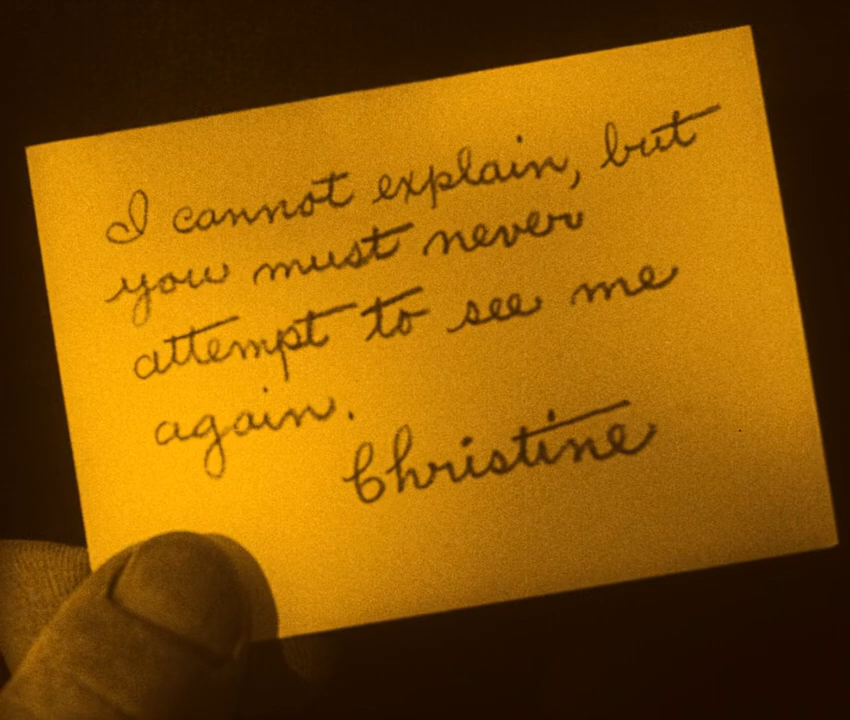 I cannot explain, but
you must never
attempt to see me
again.
Christine